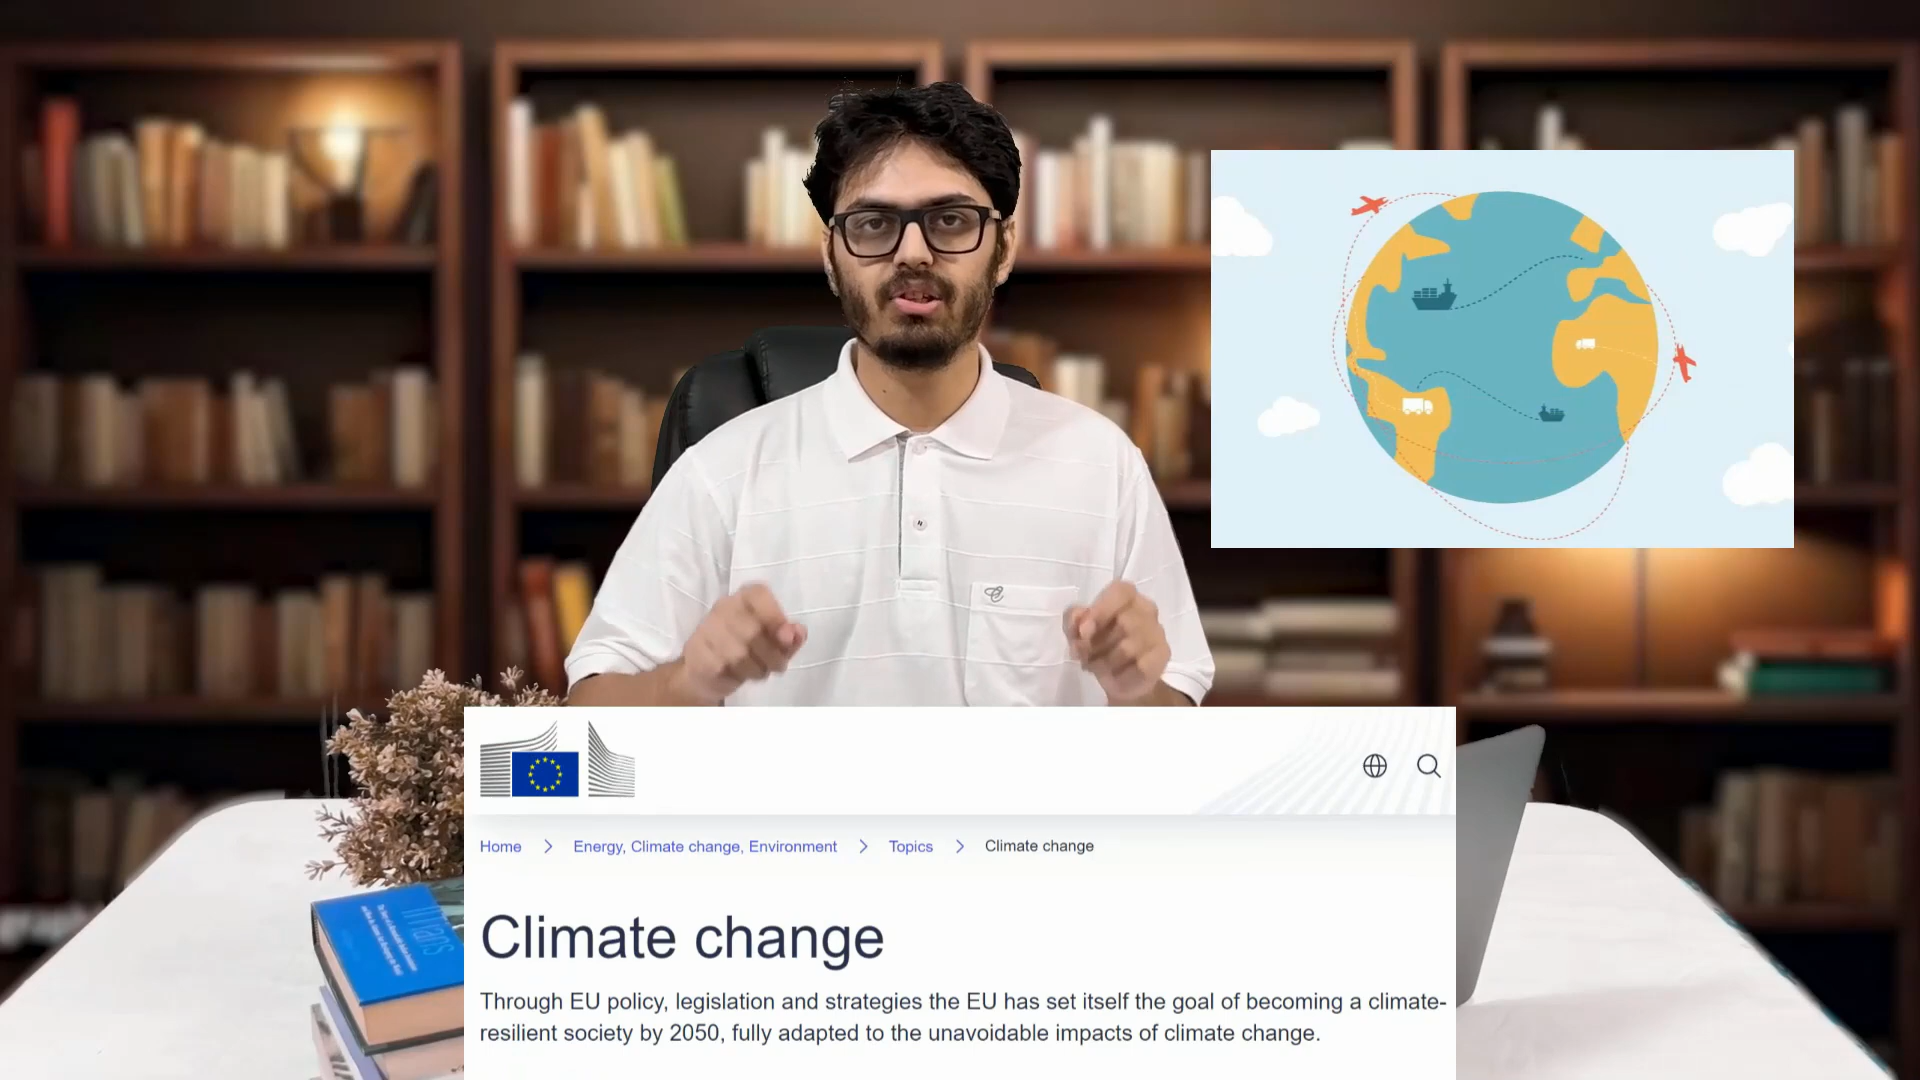 Home > Energy, Climate change, Environment > Topics > Climate change
Climate change
Through EU policy, legislation and strategies the EU has set itself the goal of becoming a climate-
resilient society by 2050, fully adapted to the unavoidable impacts of climate change.